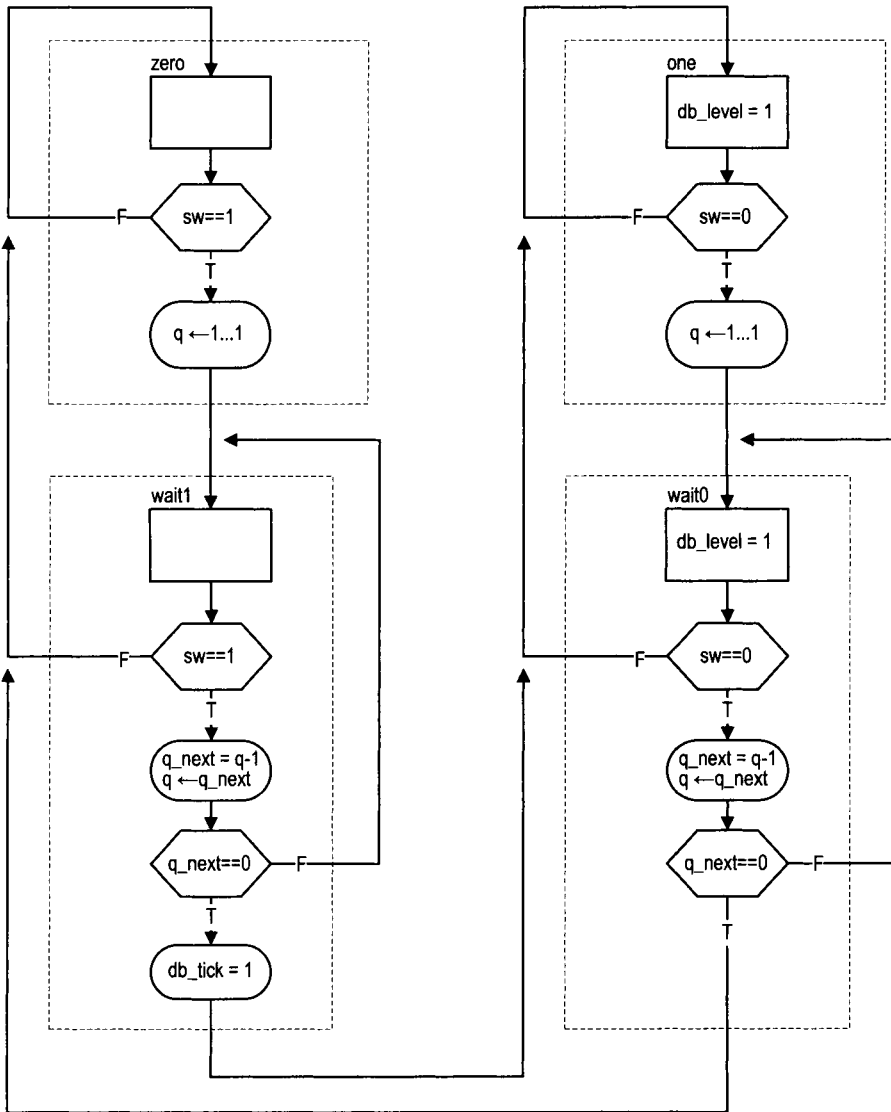 zero
sw==1
F
T
q ←1...1
wait1
sw==1
F
T
q_next = q-1
q ←q_next
q_next==0
F
T
db_tick = 1
one
db_level = 1
sw==0
F
T
q ←1...1
wait0
db_level = 1
sw==0
F
T
q_next = q-1
q ←q_next
q_next==0
F
T